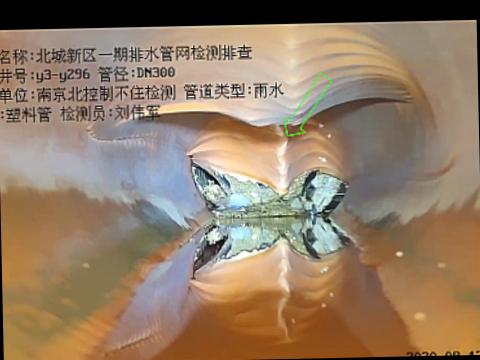 名称:北城新区一期排水管网检测排查
井号:y3-y296 管径:DN300
单位:南京北控制不住检测 管道类型:雨水
:塑料管 检测员:刘伟军